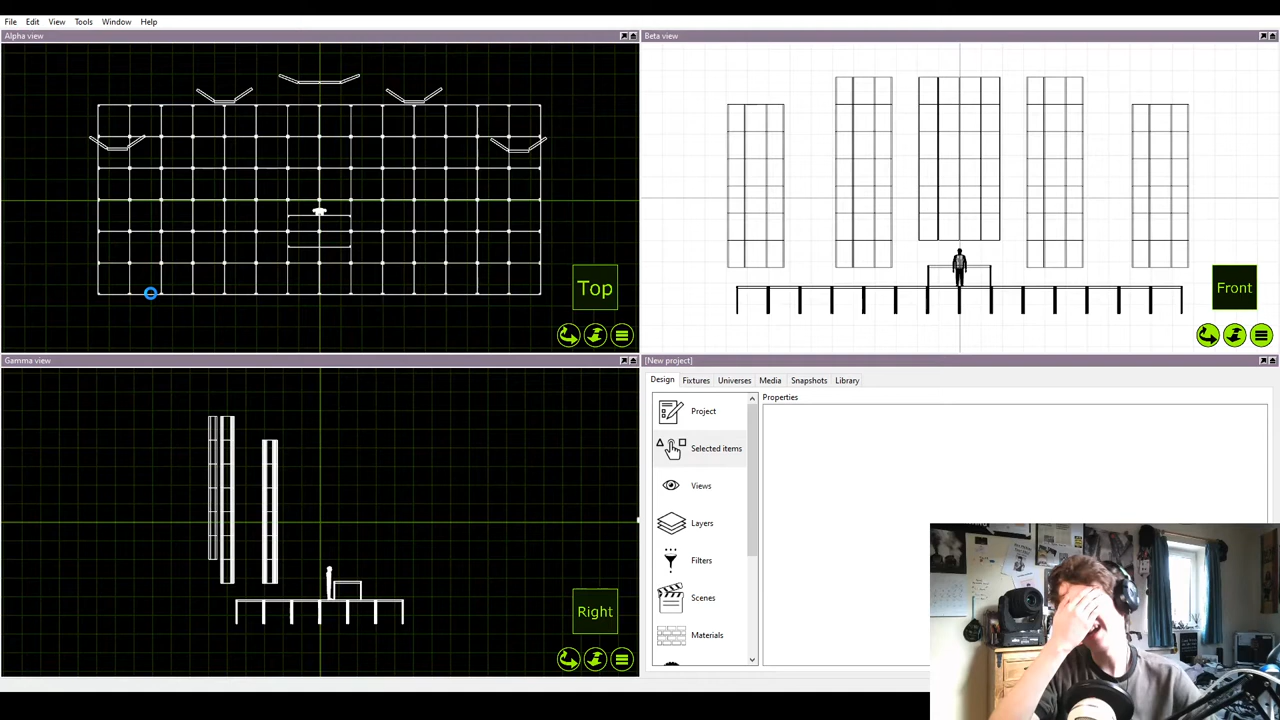 File Edit View Tools Window Help
Alpha view
Top
Beta view
Front
Gamma view
Right
[New project]
Design Fixtures Universes Media Snapshots Library
Project
Selected items
Views
Layers
Filters
Scenes
Materials
Properties